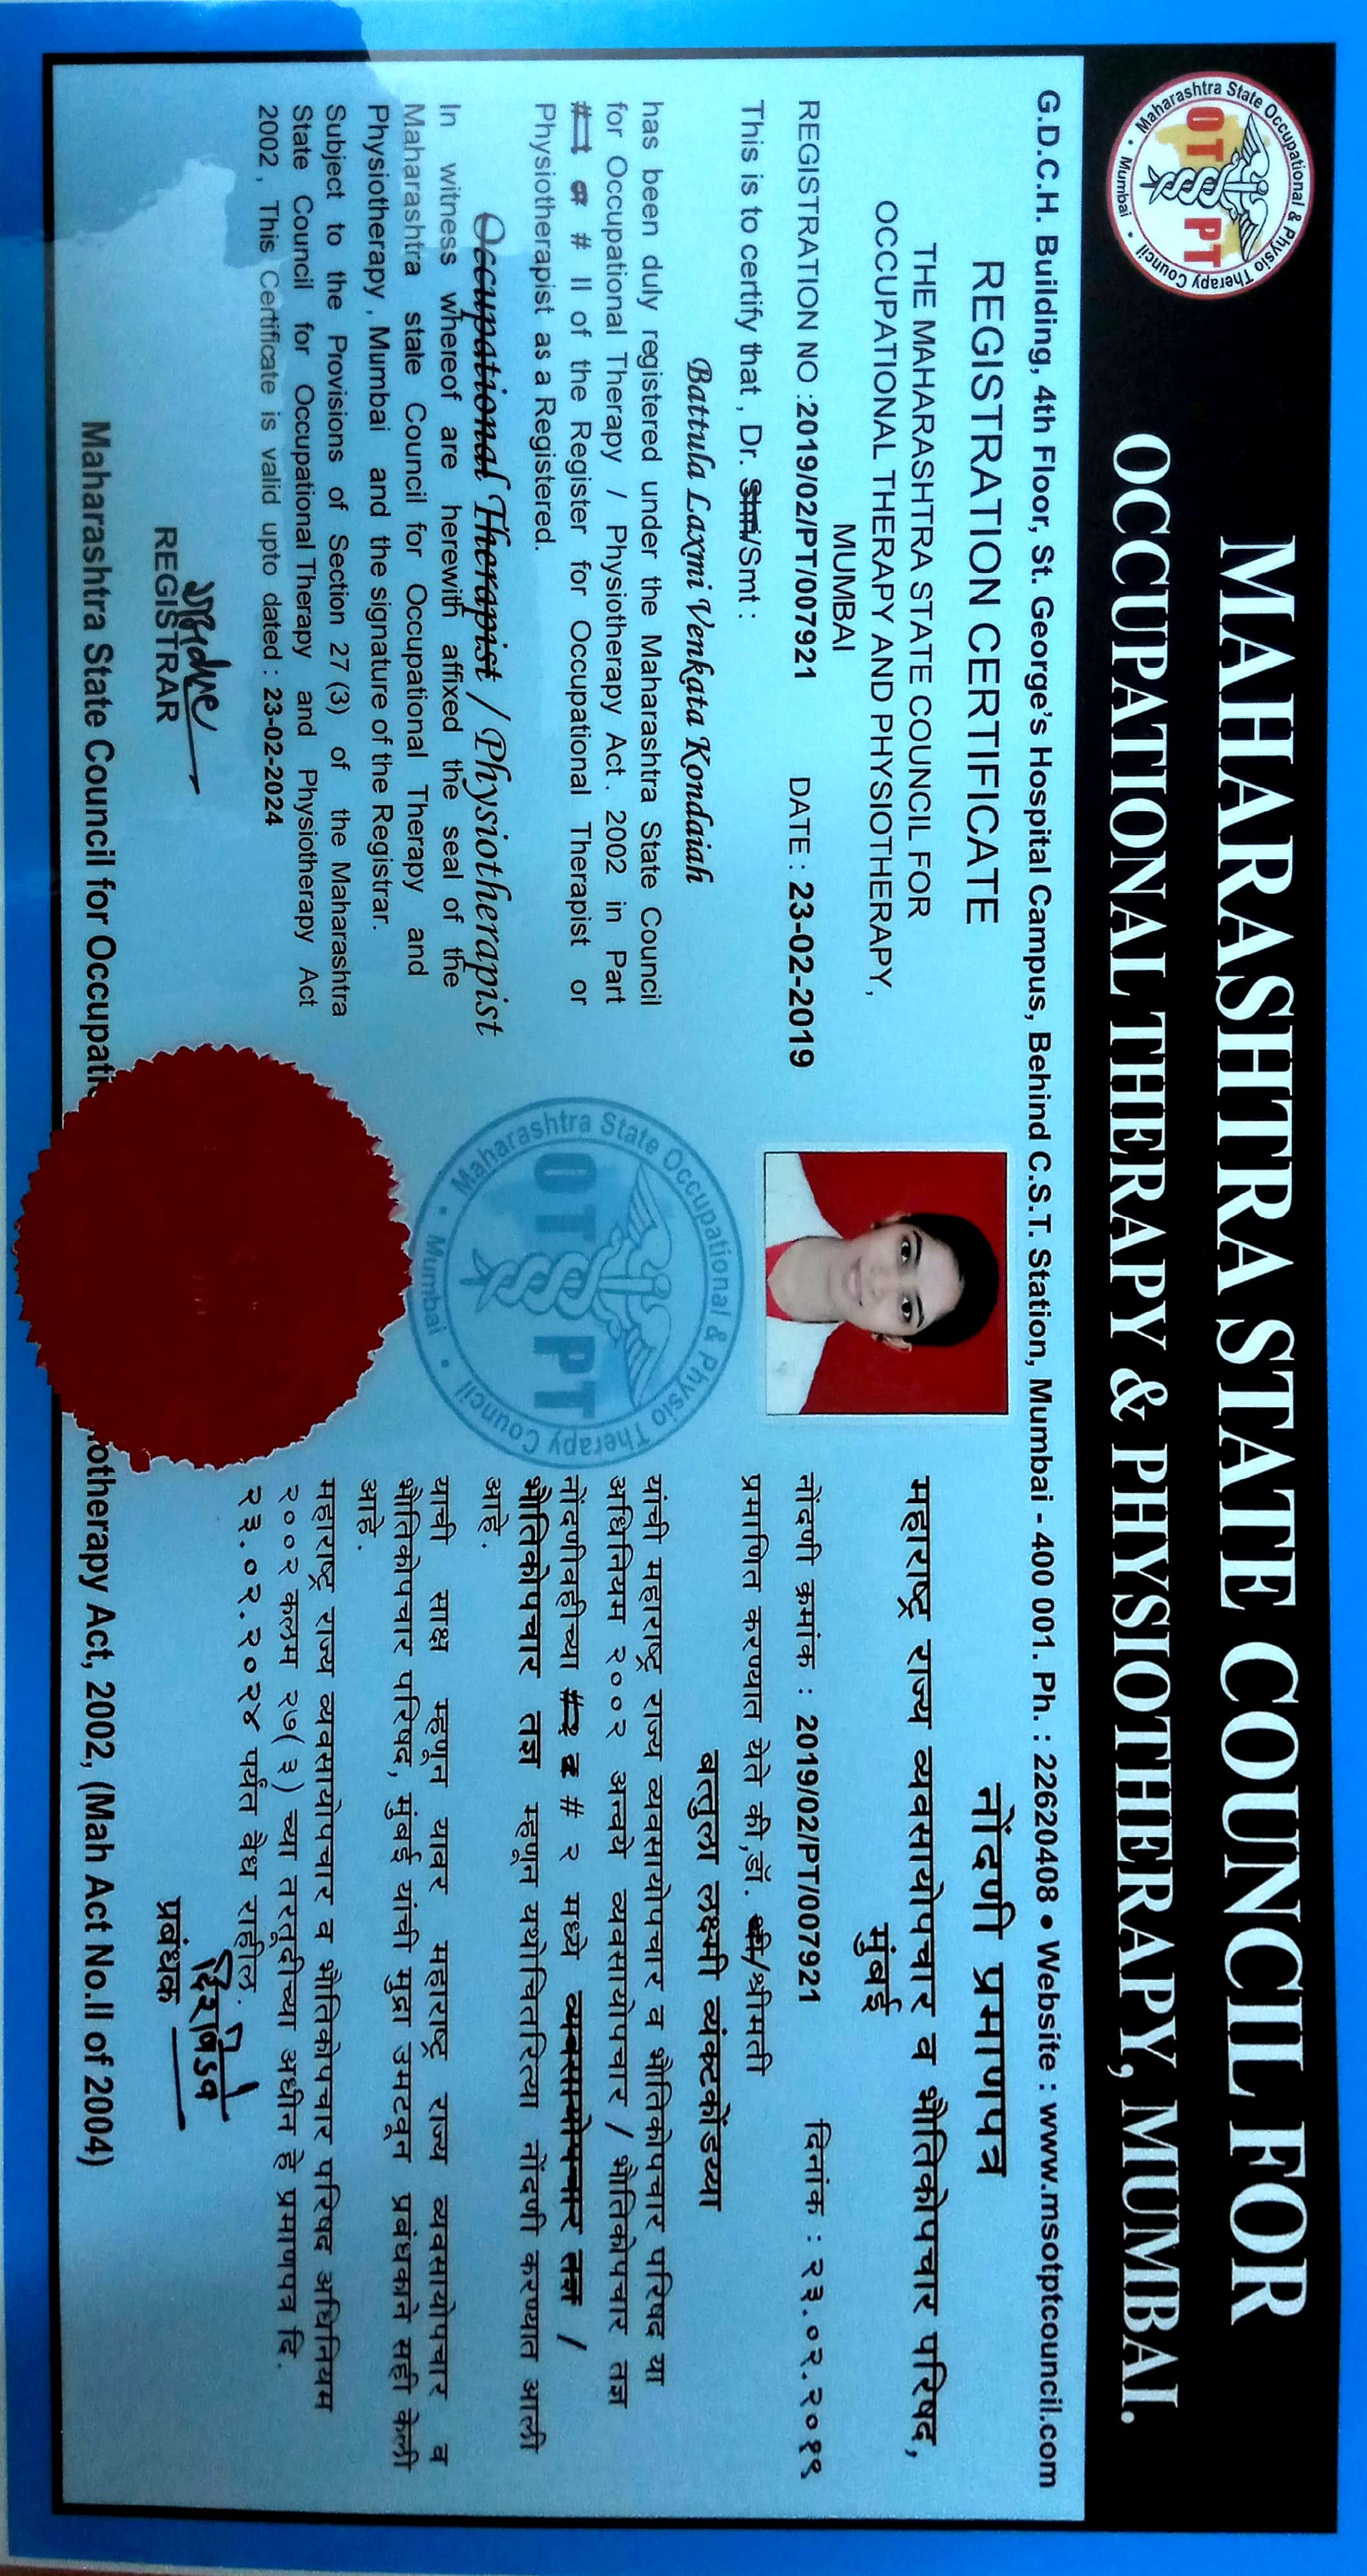 MAHARASHTRA STATE COUNCIL FOR
OCCUPATIONAL THERAPY & PHYSIOTHERAPY, MUMBAI.
Maharashtra State Occupational & Physio Therapy Council
• Mumbai •
OT PT
G.D.C.H. Building, 4th Floor, St. George's Hospital Campus, Behind C.S.T. Station, Mumbai - 400 001. Ph. : 22620408 • Website : www.msotptcouncil.com
REGISTRATION CERTIFICATE
THE MAHARASHTRA STATE COUNCIL FOR
OCCUPATIONAL THERAPY AND PHYSIOTHERAPY,
MUMBAI
REGISTRATION NO :2019/02/PT/007921 DATE : 23-02-2019
This is to certify that , Dr. Shri/Smt :
Battula Laxmi Venkata Kondaiah
has been duly registered under the Maharashtra State Council
for Occupational Therapy / Physiotherapy Act. 2002 in Part
# II of the Register for Occupational Therapist or
Physiotherapist as a Registered.
Occupational Therapist / Physiotherapist
In witness whereof are herewith affixed the seal of the
Maharashtra state Council for Occupational Therapy and
Physiotherapy , Mumbai and the signature of the Registrar.
Subject to the Provisions of Section 27 (3) of the Maharashtra
State Council for Occupational Therapy and Physiotherapy Act
2002 , This Certificate is valid upto dated : 23-02-2024
REGISTRAR
नोंदणी प्रमाणपत्र
महाराष्ट्र राज्य व्यवसायोपचार व भौतिकोपचार परिषद,
मुंबई
नोंदणी क्रमांक : 2019/02/PT/007921 दिनांक : २३.०२.२०१९
प्रमाणित करण्यात येते की,डॉ. श्री/श्रीमती
बत्तुला लक्ष्मी व्यंकटकोंडय्या
यांची महाराष्ट्र राज्य व्यवसायोपचार व भौतिकोपचार परिषद या
अधिनियम २००२ अन्वये व्यवसायोपचार / भौतिकोपचार तज्ञ
नोंदणीवहीच्या #१ व # २ मध्ये व्यवसायोपचार तज्ञ /
भौतिकोपचार तज्ञ म्हणून यथोचितरित्या नोंदणी करण्यात आली
आहे.
याची साक्ष म्हणून यावर महाराष्ट्र राज्य व्यवसायोपचार व
भौतिकोपचार परिषद, मुंबई यांची मुद्रा उमटवून प्रबंधकाने सही केली
आहे.
महाराष्ट्र राज्य व्यवसायोपचार व भौतिकोपचार परिषद अधिनियम
२००२ कलम २७(३) च्या तरतुदीच्या अधीन हे प्रमाणपत्र दि.
२३.०२.२०२४ पर्यंत वैध राहील.
प्रबंधक
Maharashtra State Occupational & Physio Therapy Council
• Mumbai •
OT PT
Maharashtra State Council for Occupati otherapy Act, 2002, (Mah Act No.II of 2004)